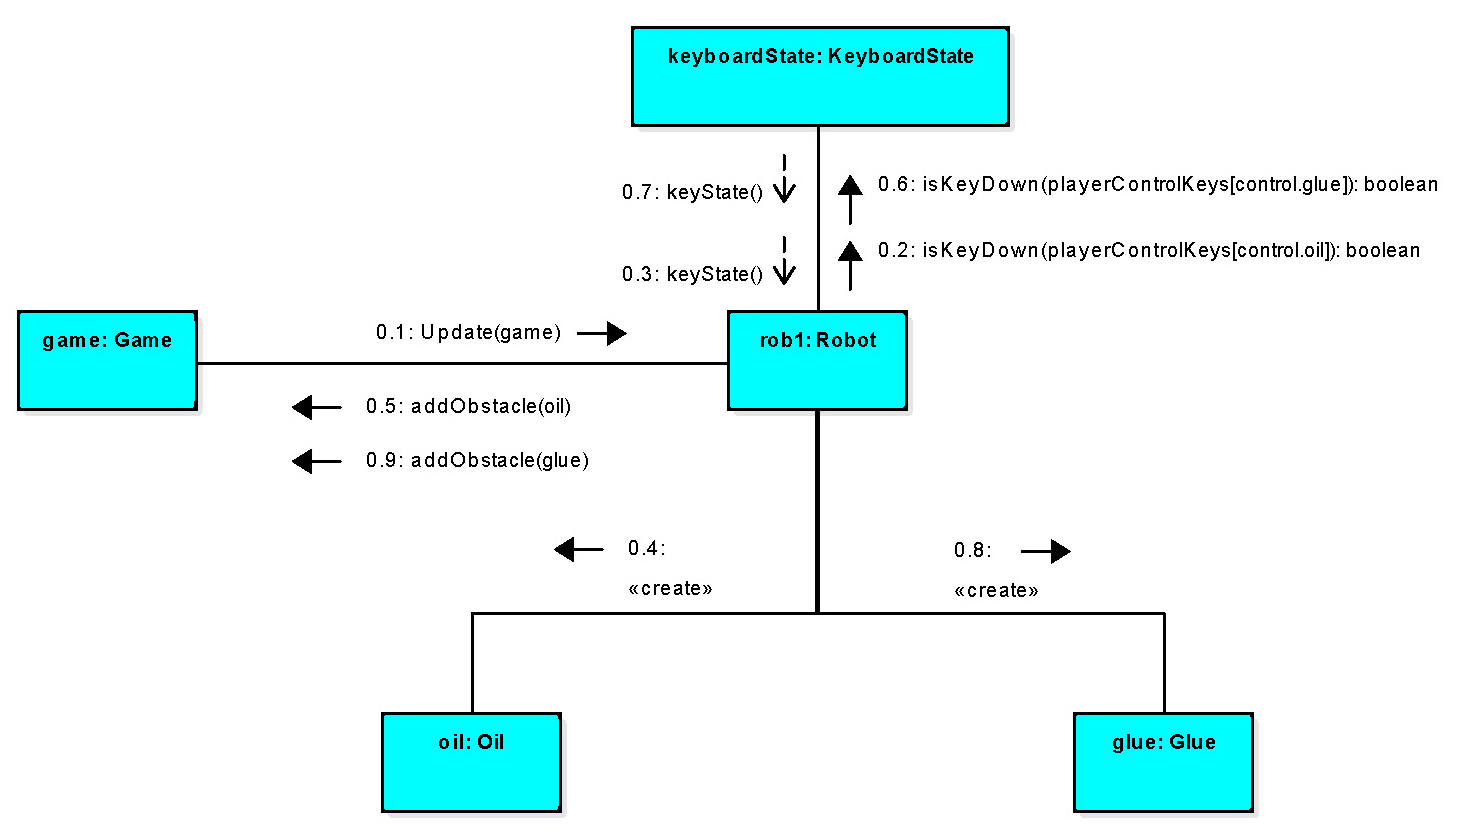 keyboardState: KeyboardState
0.7: keyState()
0.6: isKeyDown(playerControlKeys[control.glue]): boolean
0.3: keyState()
0.2: isKeyDown(playerControlKeys[control.oil]): boolean
game: Game
0.1: Update(game)
rob1: Robot
0.5: addObstacle(oil)
0.9: addObstacle(glue)
0.4:
«create»
0.8:
«create»
oil: Oil
glue: Glue